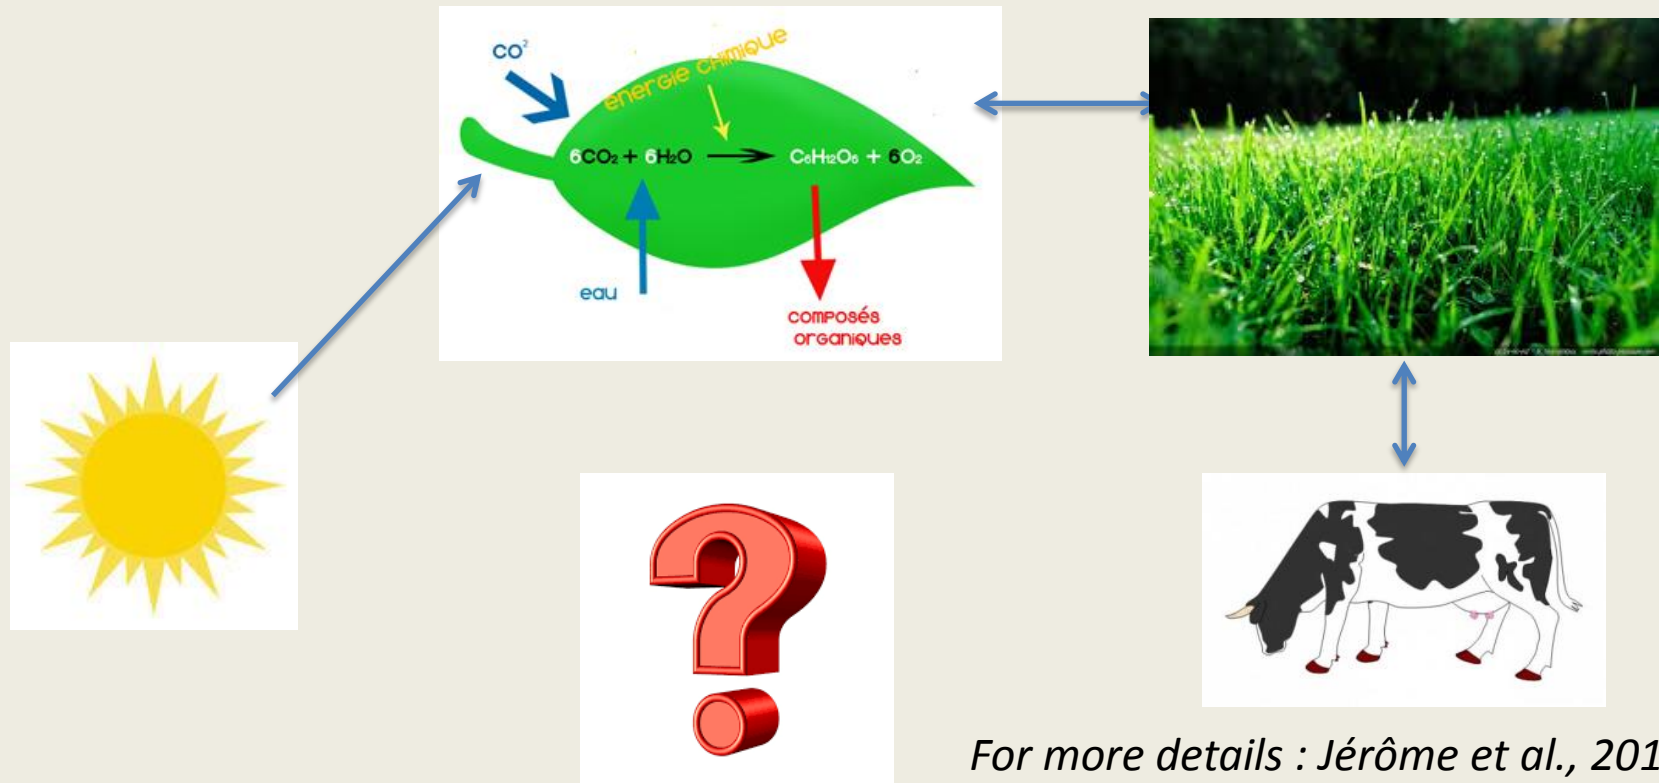 CO²
énergie chimique
6CO₂ + 6H₂O → C₆H₁₂O₆ + 6O₂
eau
composés
organiques
For more details : Jérôme et al., 201